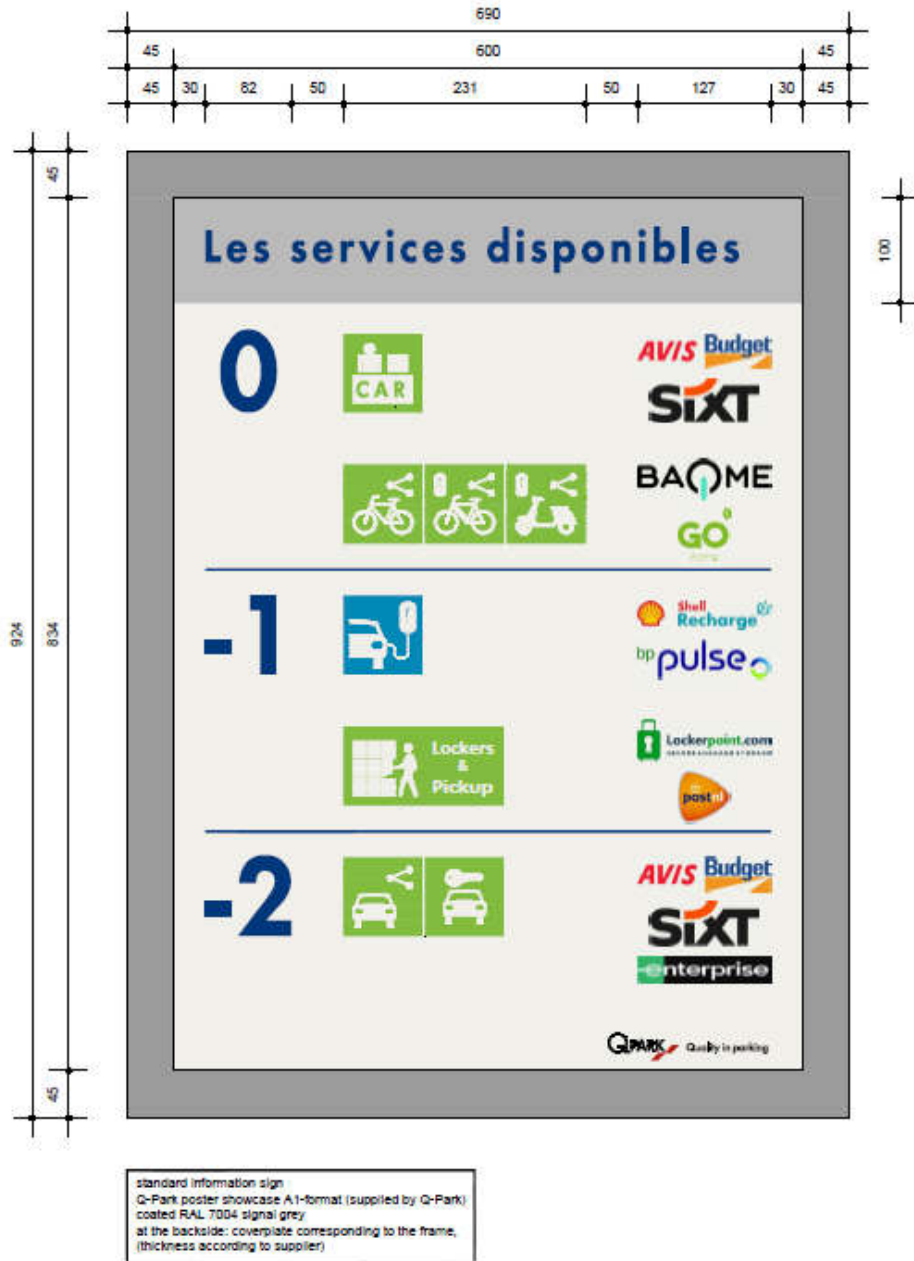 690
45 600 45
45 30 82 50 231 50 127 30 45
45
100
924
834
45
Les services disponibles
0
CAR
AVIS Budget
SIXT
BAQME
GO
-1
Shell
Recharge
bp pulse
Lockers
&
Pickup
Lockerpoint.com
postnl
-2
AVIS Budget
SIXT
enterprise
Q PARK Quality in parking
standard information sign
Q-Park poster showcase A1-format (supplied by Q-Park)
coated RAL 7004 signal grey
at the backside: coverplate corresponding to the frame,
(thickness according to supplier)